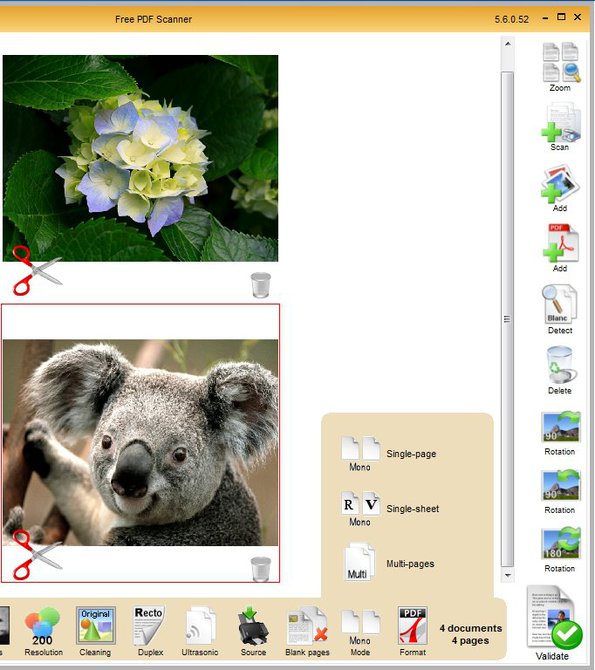 Free PDF Scanner
5.6.0.52
Zoom
Scan
Add
PDF
Add
Blanc
Detect
Delete
90°
Rotation
90°
Rotation
180°
Rotation
Mono
Single-page
R V
Mono
Single-sheet
Multi
Multi-pages
s
200
Resolution
Original
Cleaning
Recto
Duplex
Ultrasonic
Source
Blank pages
Mono
Mode
PDF
Format
4 documents
4 pages
Validate